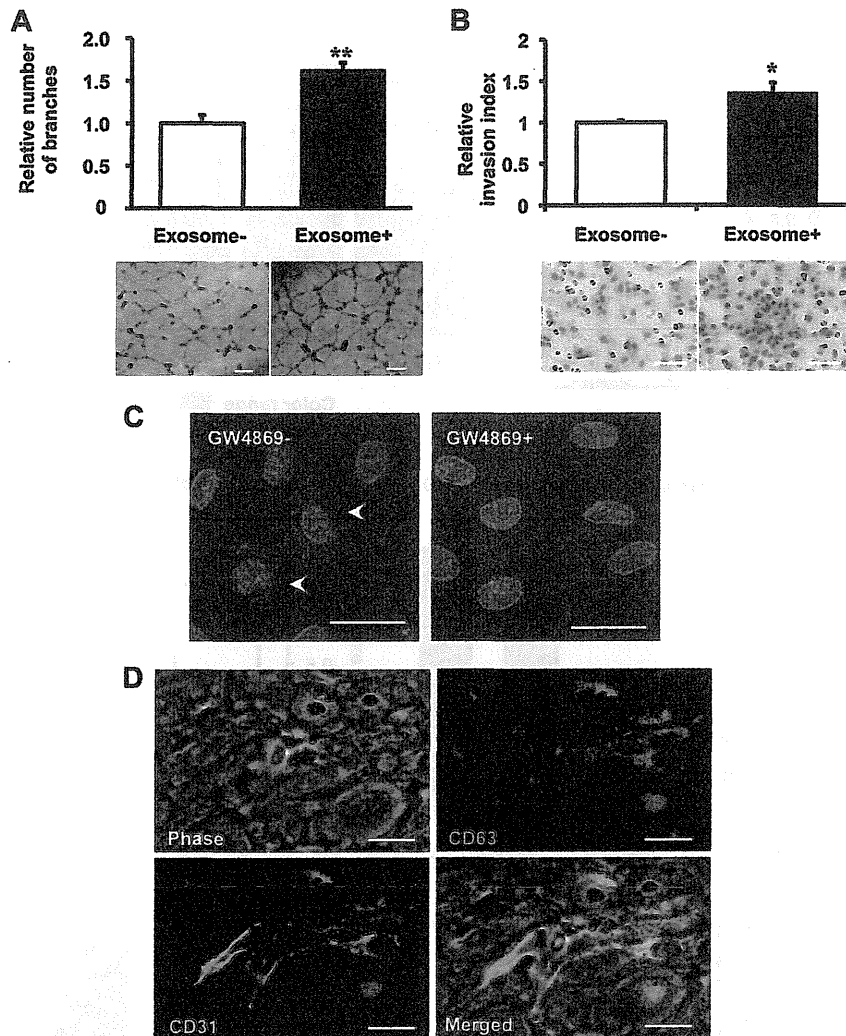 A
Relative number
of branches
2.0
1.5
1.0
0.5
0
**
Exosome-
Exosome+
B
Relative
invasion index
2
1.5
1
0.5
0
*
Exosome-
Exosome+
C
GW4869-
GW4869+
D
Phase
CD63
CD31
Merged